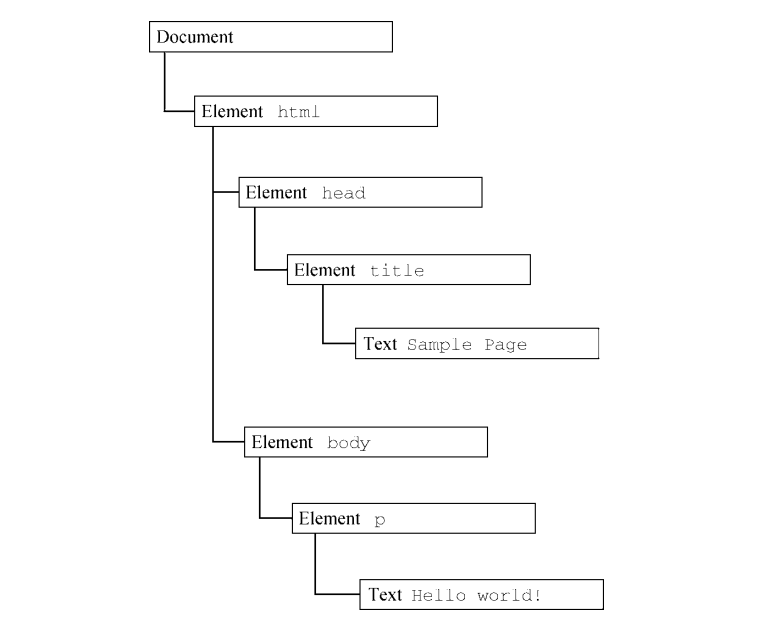 Document
Element html
Element head
Element title
Text Sample Page
Element body
Element p
Text Hello world!